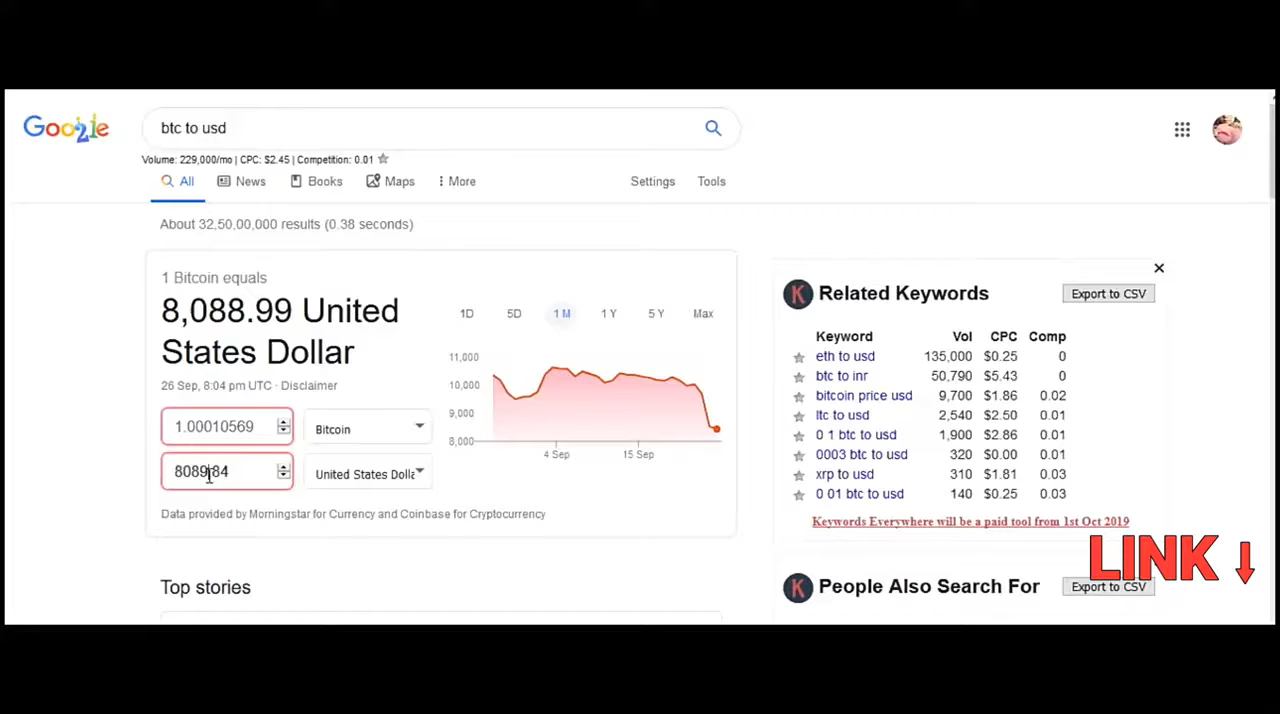 Google
btc to usd
Volume: 229,000/mo | CPC: $2.45 | Competition: 0.01
All News Books Maps More Settings Tools
About 32,50,00,000 results (0.38 seconds)
1 Bitcoin equals
8,088.99 United
States Dollar
26 Sep, 8:04 pm UTC · Disclaimer
1.00010569 Bitcoin
8089.84 United States Dolla
1D 5D 1M 1Y 5Y Max
11,000
10,000
9,000
8,000
4 Sep 15 Sep
Data provided by Morningstar for Currency and Coinbase for Cryptocurrency
Top stories
K Related Keywords Export to CSV
Keyword Vol CPC Comp
eth to usd 135,000 $0.25 0
btc to inr 50,790 $5.43 0
bitcoin price usd 9,700 $1.86 0.02
ltc to usd 2,540 $2.50 0.01
0 1 btc to usd 1,900 $2.86 0.01
0003 btc to usd 320 $0.00 0.01
xrp to usd 310 $1.81 0.03
0 01 btc to usd 140 $0.25 0.03
Keywords Everywhere will be a paid tool from 1st Oct 2019
LINK
K People Also Search For Export to CSV